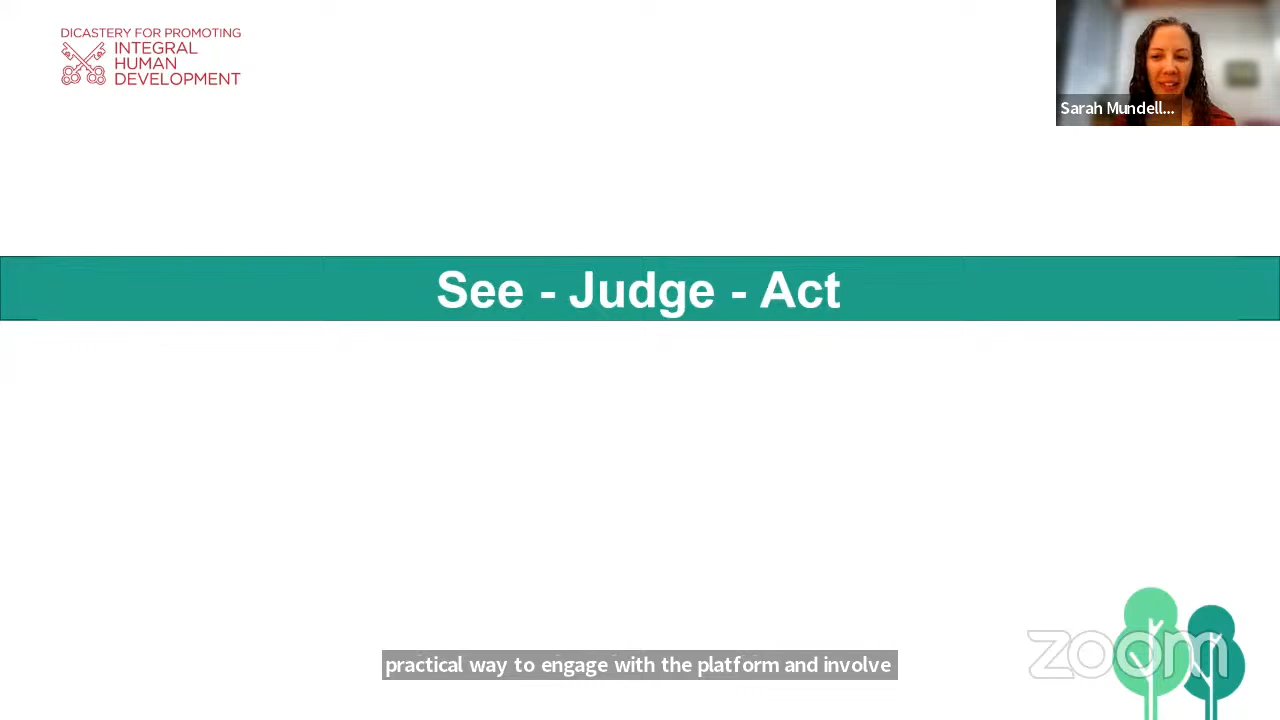 DICASTERY FOR PROMOTING
INTEGRAL
HUMAN
DEVELOPMENT
Sarah Mundell...
See - Judge - Act
practical way to engage with the platform and involve
zoom